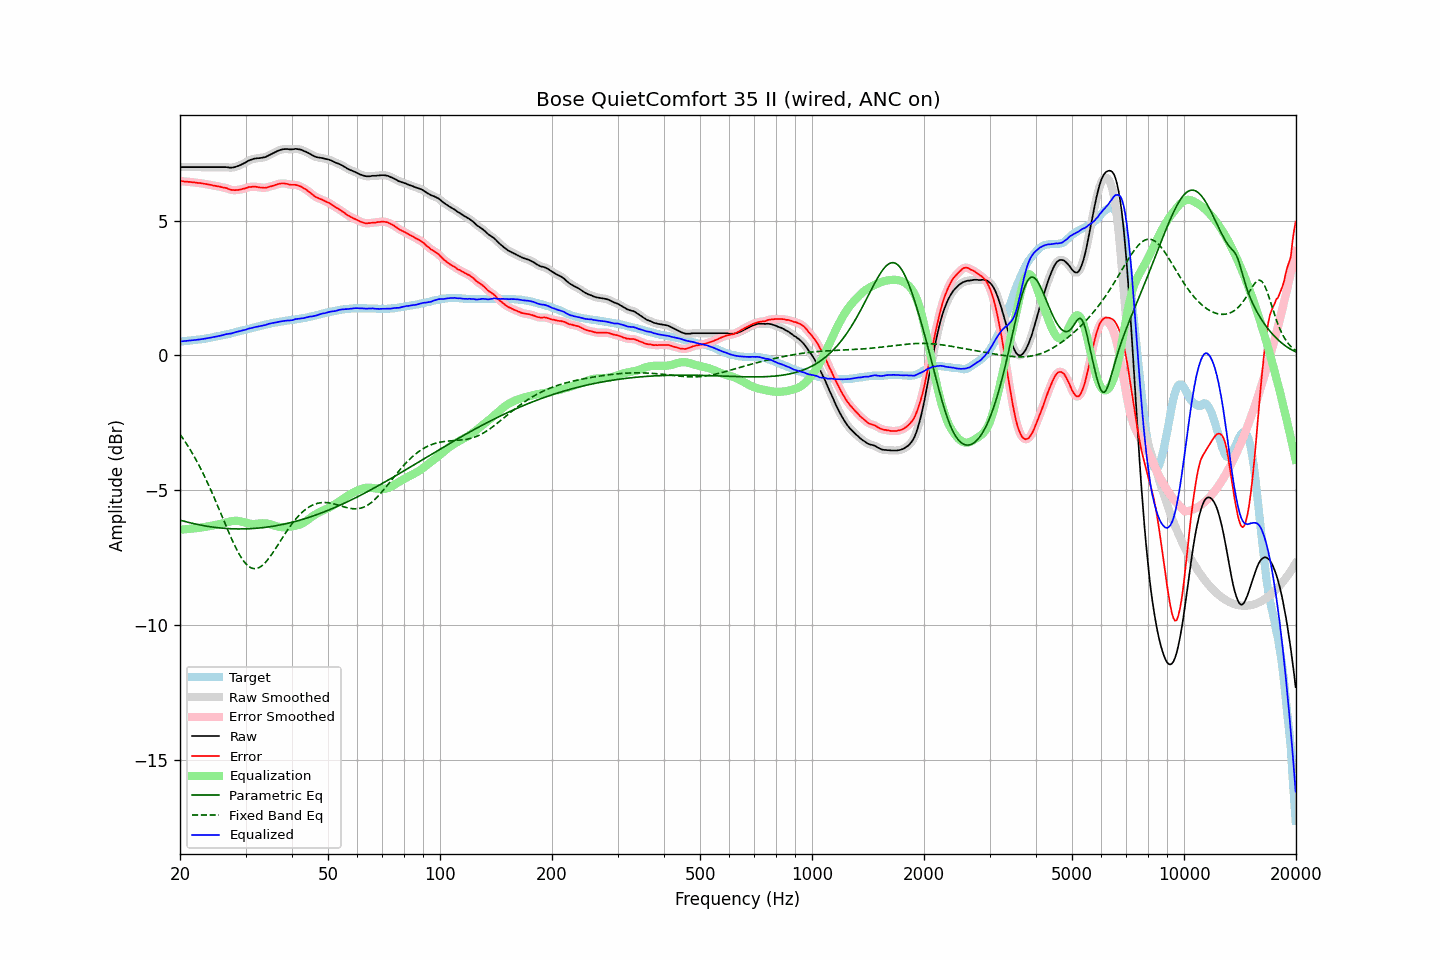 Bose QuietComfort 35 II (wired, ANC on)
Amplitude (dBr)
5
0
−5
−10
−15
Target
Raw Smoothed
Error Smoothed
Raw
Error
Equalization
Parametric Eq
Fixed Band Eq
Equalized
20 50 100 200 500 1000 2000 5000 10000 20000
Frequency (Hz)